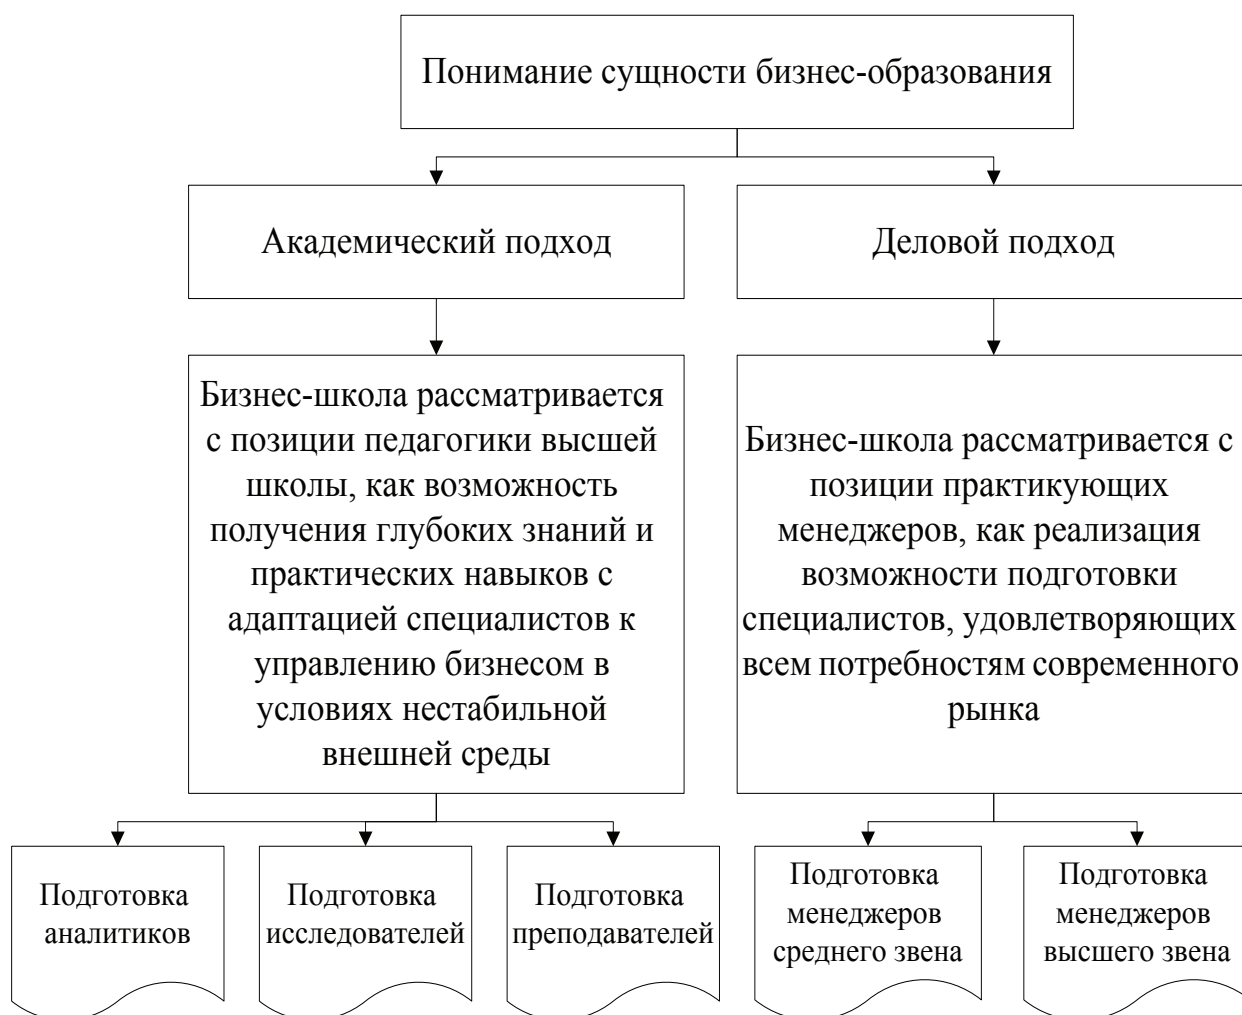 Понимание сущности бизнес-образования
Академический подход
Деловой подход
Бизнес-школа рассматривается
с позиции педагогики высшей
школы, как возможность
получения глубоких знаний и
практических навыков с
адаптацией специалистов к
управлению бизнесом в
условиях нестабильной
внешней среды
Бизнес-школа рассматривается с
позиции практикующих
менеджеров, как реализация
возможности подготовки
специалистов, удовлетворяющих
всем потребностям современного
рынка
Подготовка
аналитиков
Подготовка
исследователей
Подготовка
преподавателей
Подготовка
менеджеров
среднего звена
Подготовка
менеджеров
высшего звена